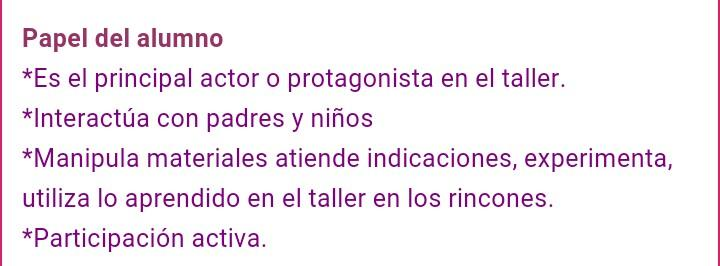 Papel del alumno
*Es el principal actor o protagonista en el taller.
*Interactúa con padres y niños
*Manipula materiales atiende indicaciones, experimenta,
utiliza lo aprendido en el taller en los rincones.
*Participación activa.